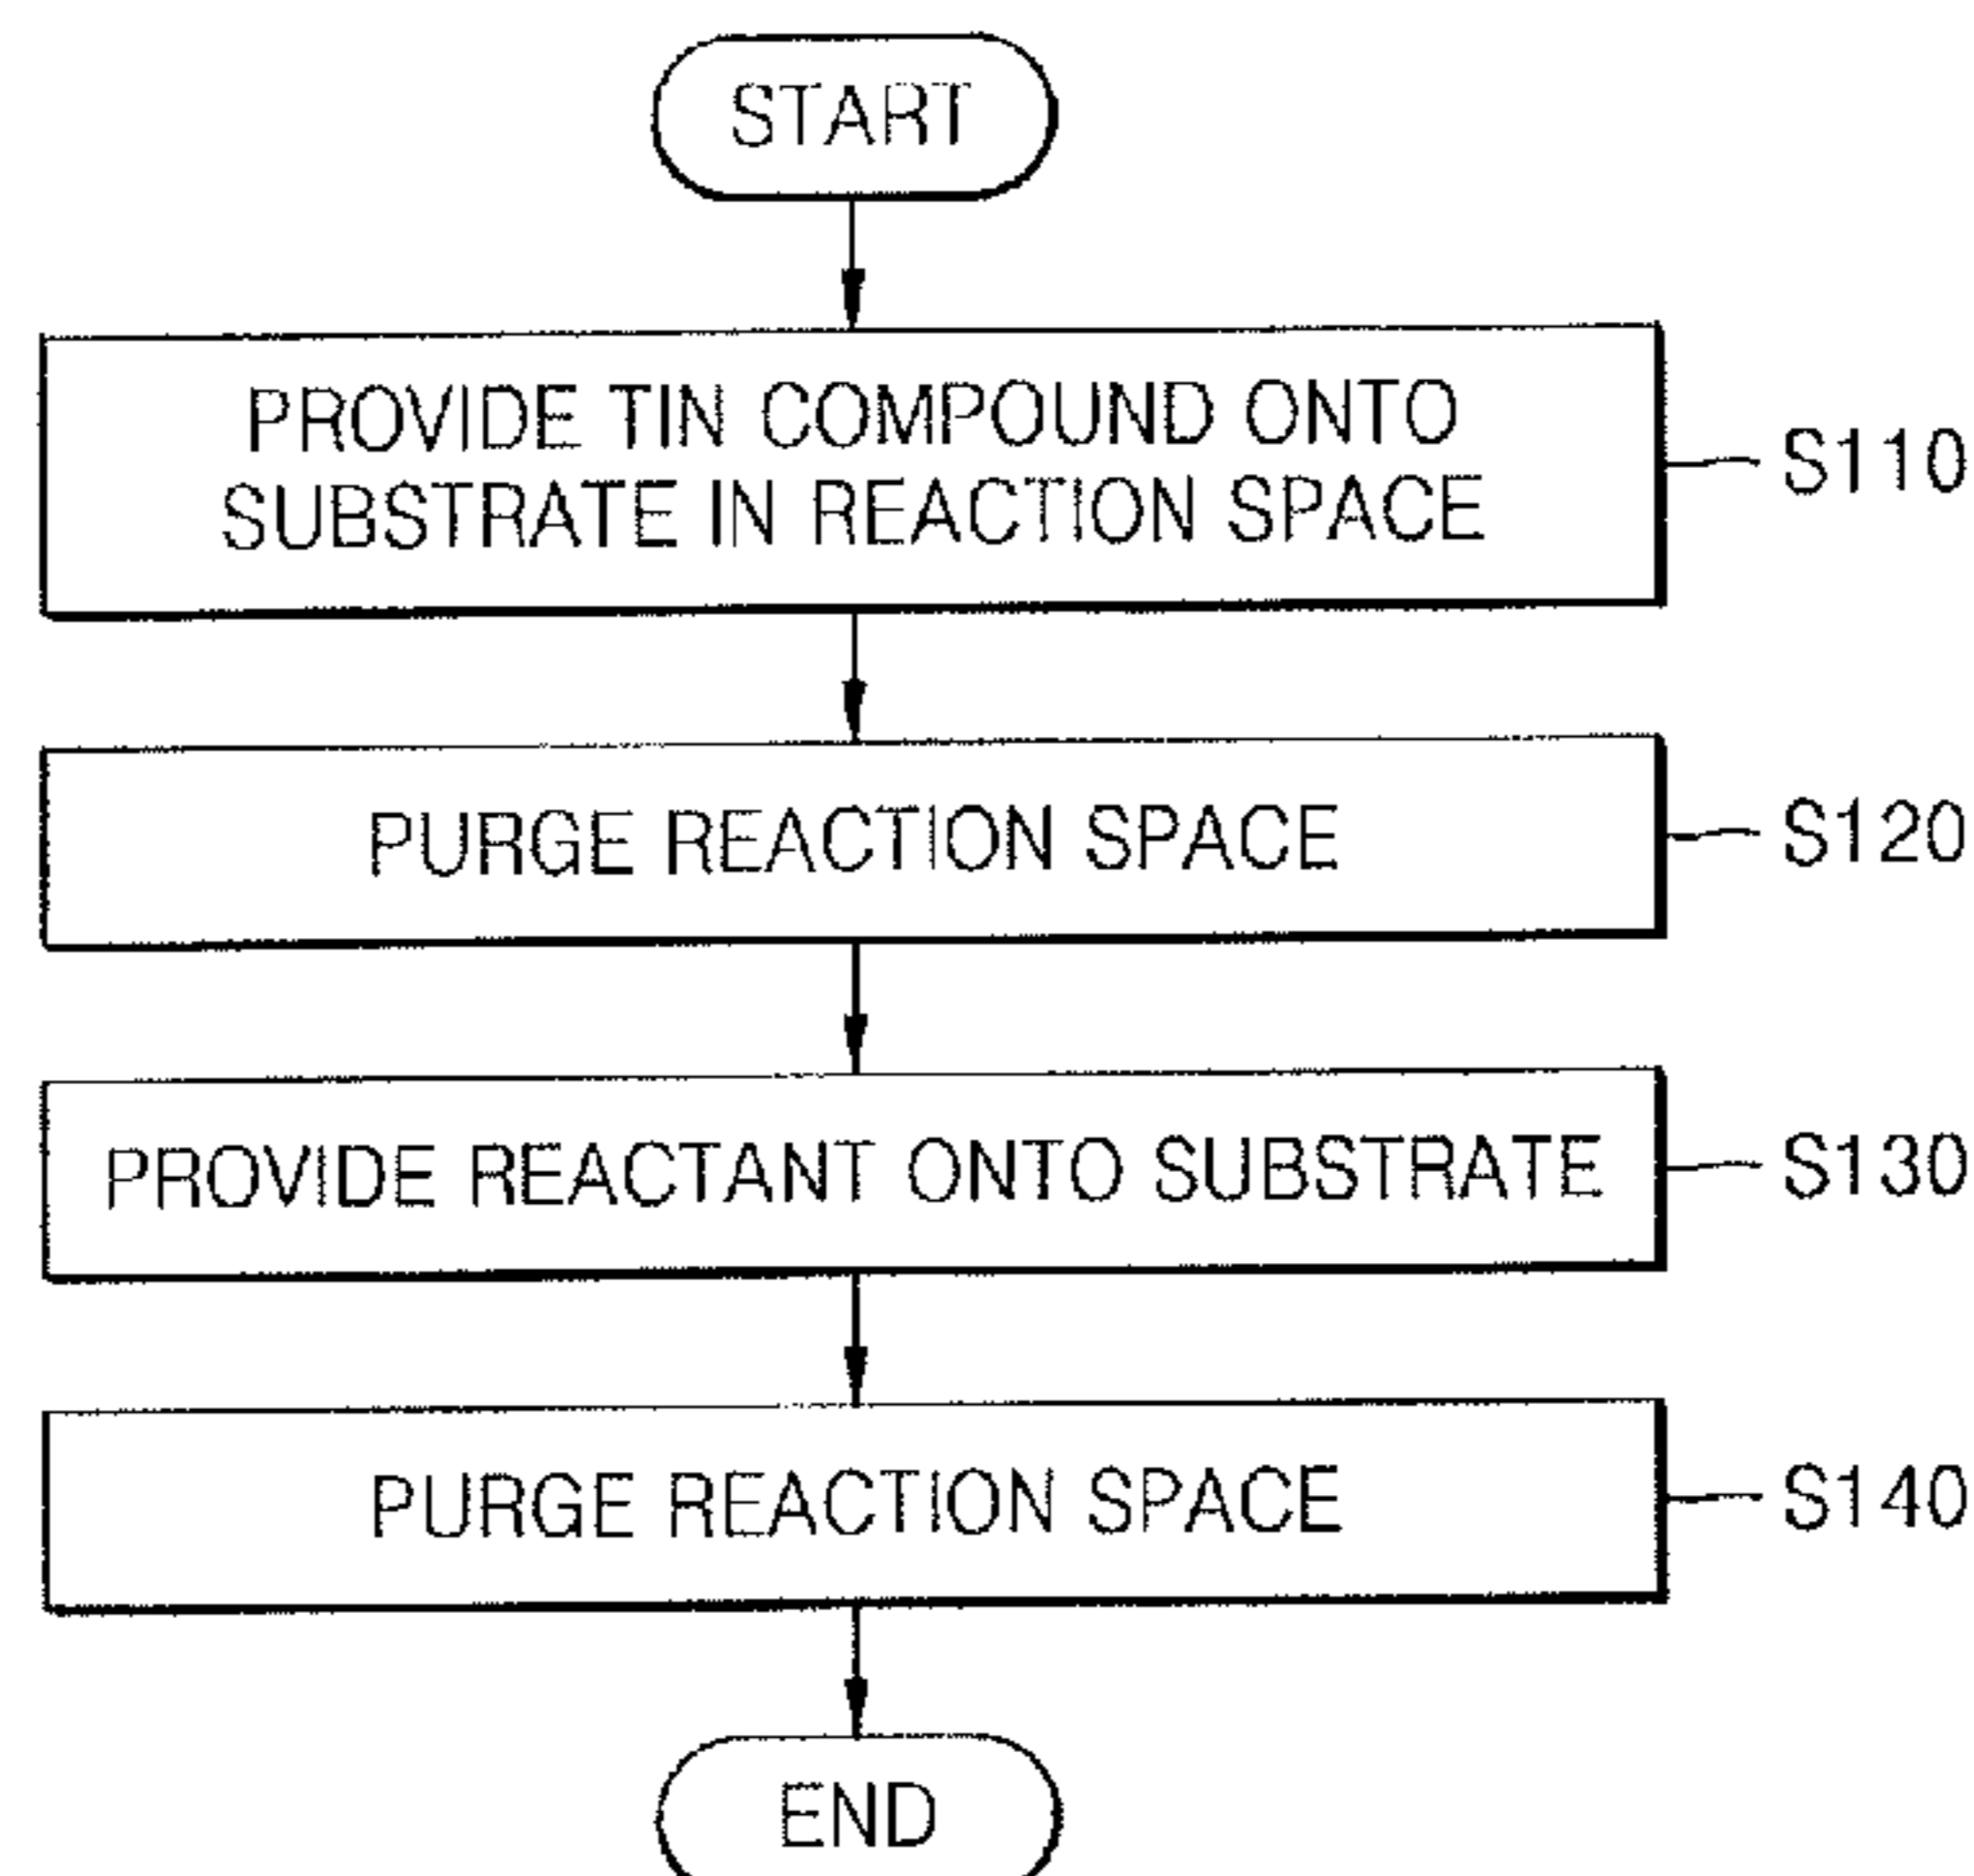 START
PROVIDE TIN COMPOUND ONTO
SUBSTRATE IN REACTION SPACE
S110
PURGE REACTION SPACE
S120
PROVIDE REACTANT ONTO SUBSTRATE
S130
PURGE REACTION SPACE
S140
END